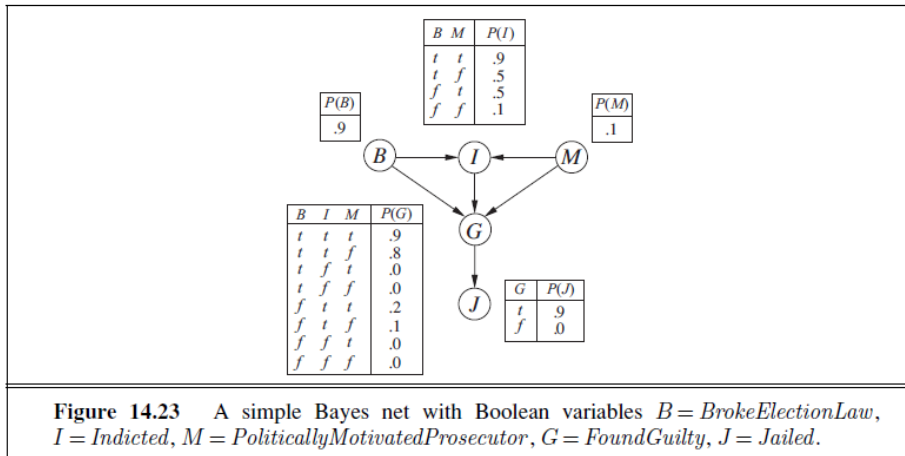 B M P(I)
t t .9
t f .5
f t .5
f f .1
P(B)
.9
P(M)
.1
B
I
M
B I M P(G)
t t t .9
t t f .8
t f t .0
t f f .0
f t t .2
f t f .1
f f t .0
f f f .0
G
J
G P(J)
t .9
f .0
Figure 14.23 A simple Bayes net with Boolean variables B = BrokeElectionLaw,
I = Indicted, M = PoliticallyMotivatedProsecutor, G = FoundGuilty, J = Jailed.